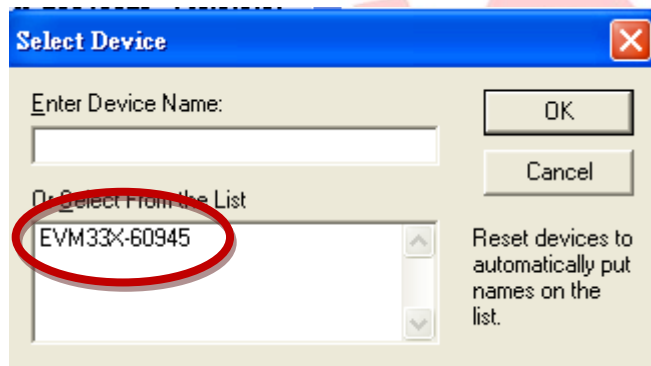 Select Device
Enter Device Name:
OK
Cancel
Or Select From the List
EVM33X-60945
Reset devices to
automatically put
names on the
list.